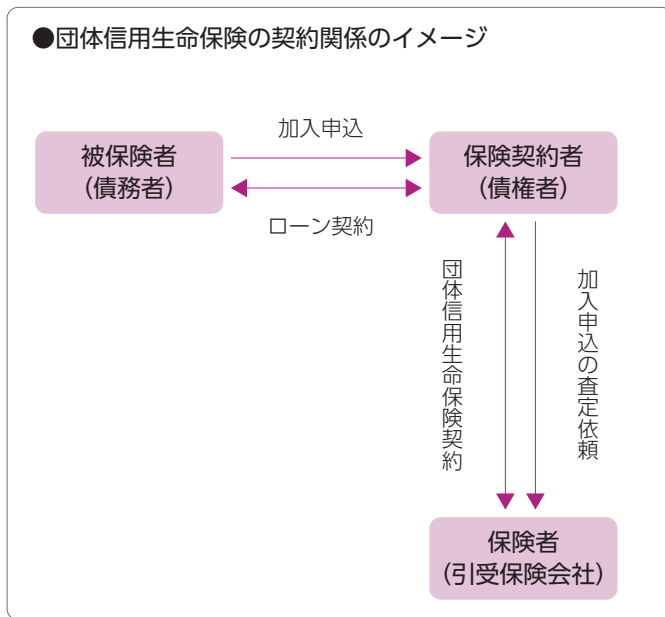 ●団体信用生命保険の契約関係のイメージ
加入申込
被保険者
(債務者)
保険契約者
(債権者)
ローン契約
団体信用生命保険契約
加入申込の査定依頼
保険者
(引受保険会社)